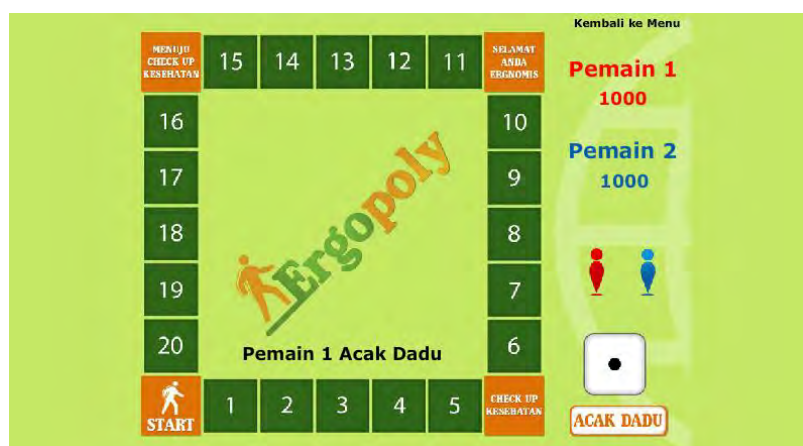 Kembali ke Menu
MENUJU
CHECK UP
KESEHATAN
15
14
13
12
11
SELAMAT
ANDA
ERGNOMIS
Pemain 1
1000
16
10
Pemain 2
1000
17
9
18
8
19
7
20
6
Ergopoly
Pemain 1 Acak Dadu
START
1
2
3
4
5
CHECK UP
KESEHATAN
ACAK DADU